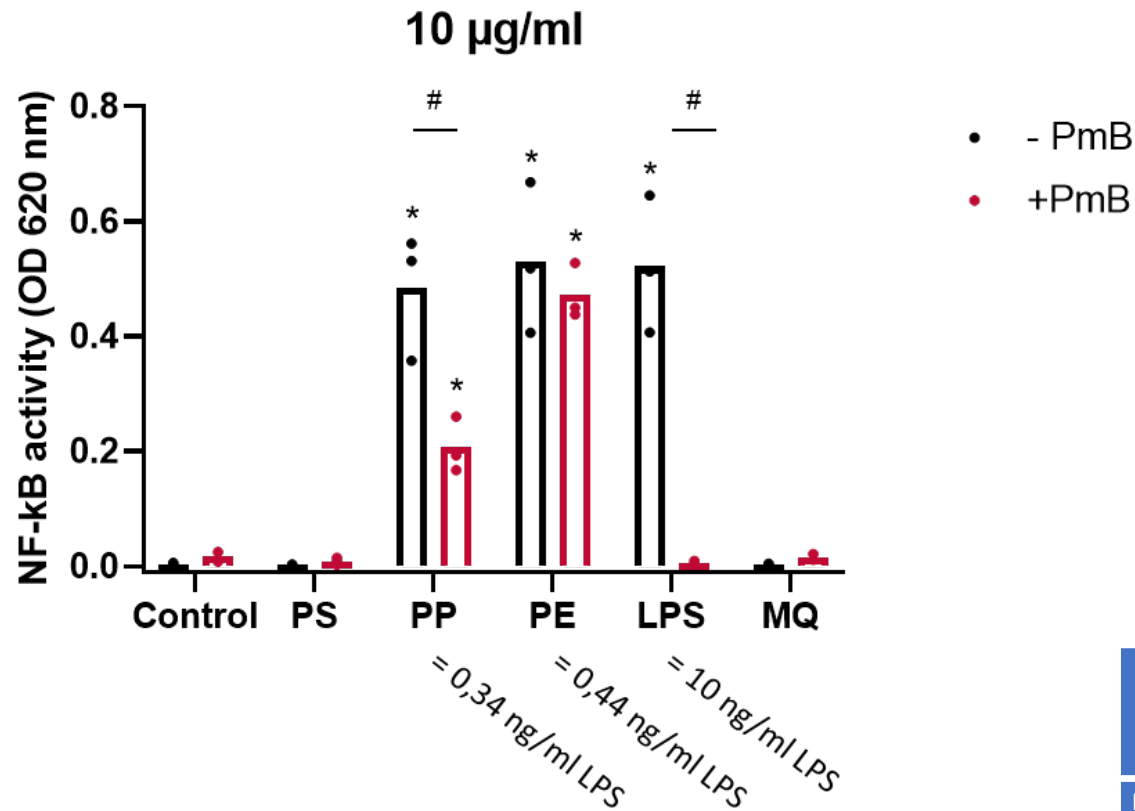 10 µg/ml
NF-kB activity (OD 620 nm)
0.8
0.6
0.4
0.2
0.0
#
#
*
*
*
*
*
- PmB
+PmB
Control PS PP PE LPS MQ
= 0,34 ng/ml LPS
= 0,44 ng/ml LPS
= 10 ng/ml LPS